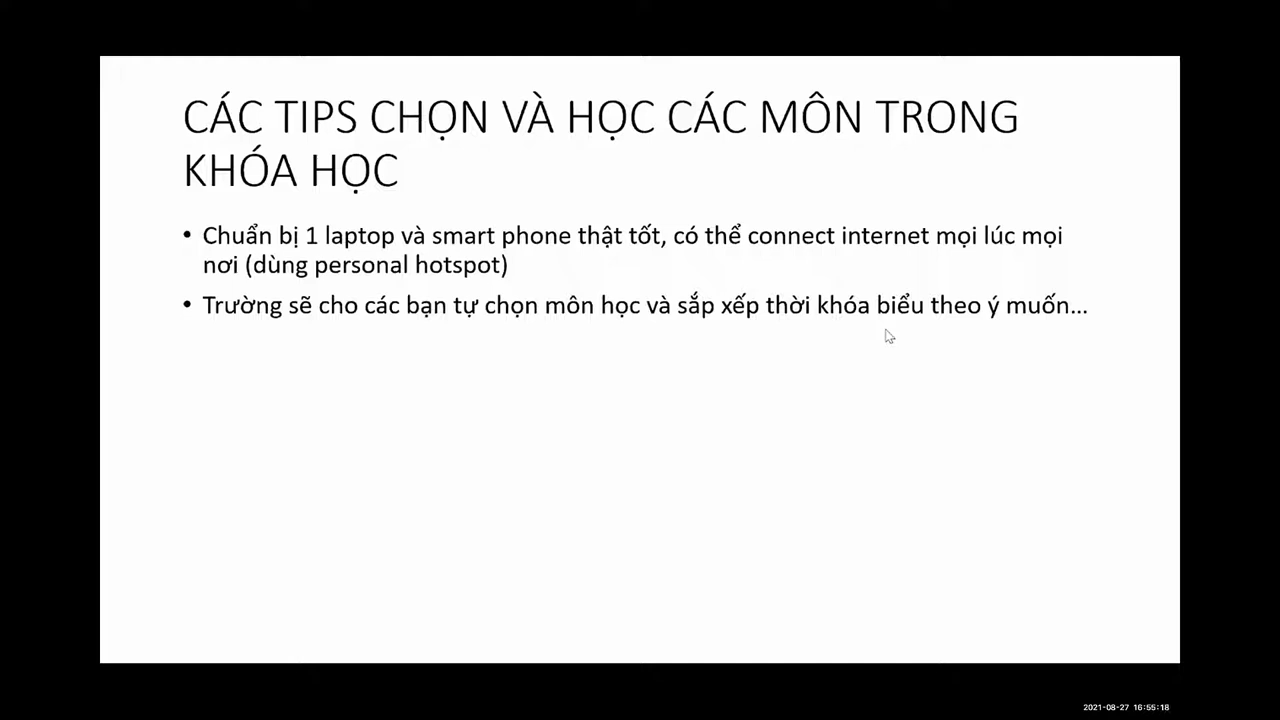 CÁC TIPS CHỌN VÀ HỌC CÁC MÔN TRONG
KHÓA HỌC
• Chuẩn bị 1 laptop và smart phone thật tốt, có thể connect internet mọi lúc mọi
nơi (dùng personal hotspot)
• Trường sẽ cho các bạn tự chọn môn học và sắp xếp thời khóa biểu theo ý muốn...
2021-08-27 16:55:18